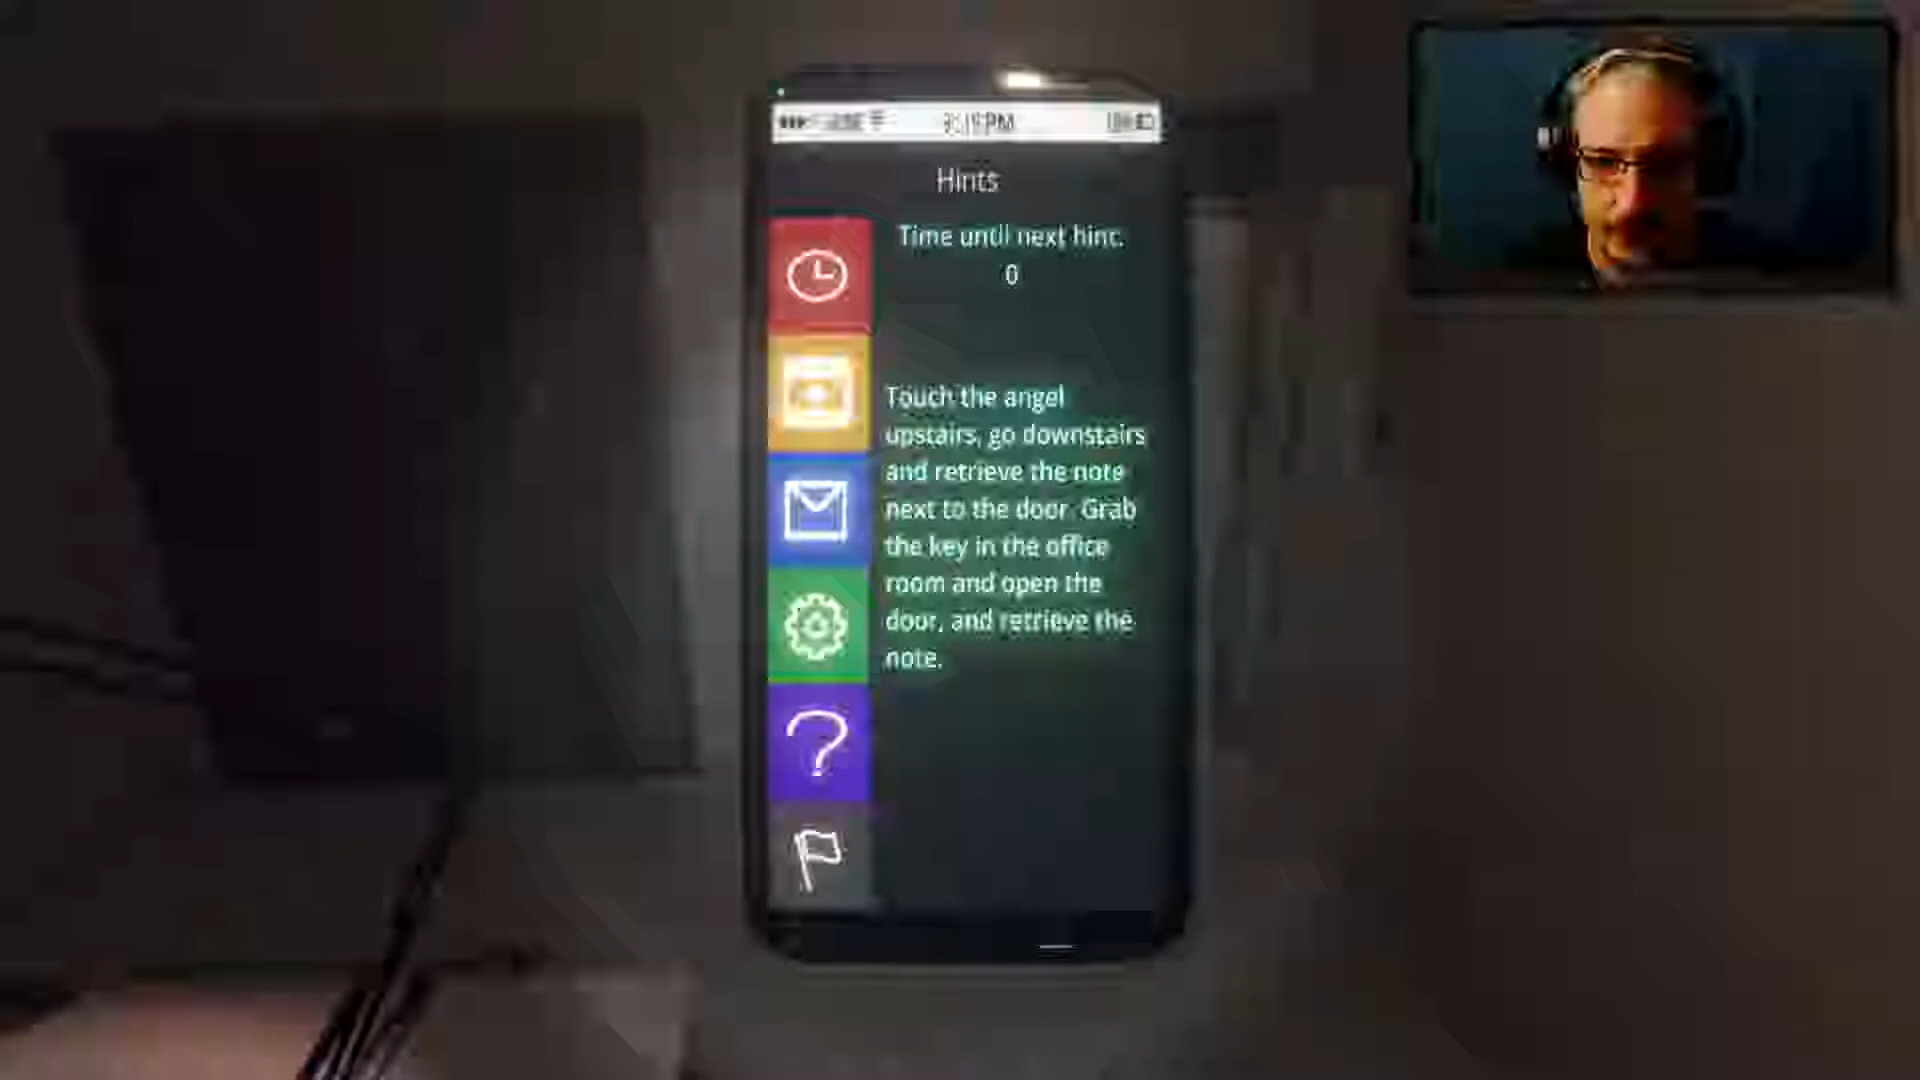 PM
Hints
Time until next hint.
0
Touch the angel
upstairs, go downstairs
and retrieve the note
next to the door. Grab
the key in the office
room and open the
door, and retrieve the
note.